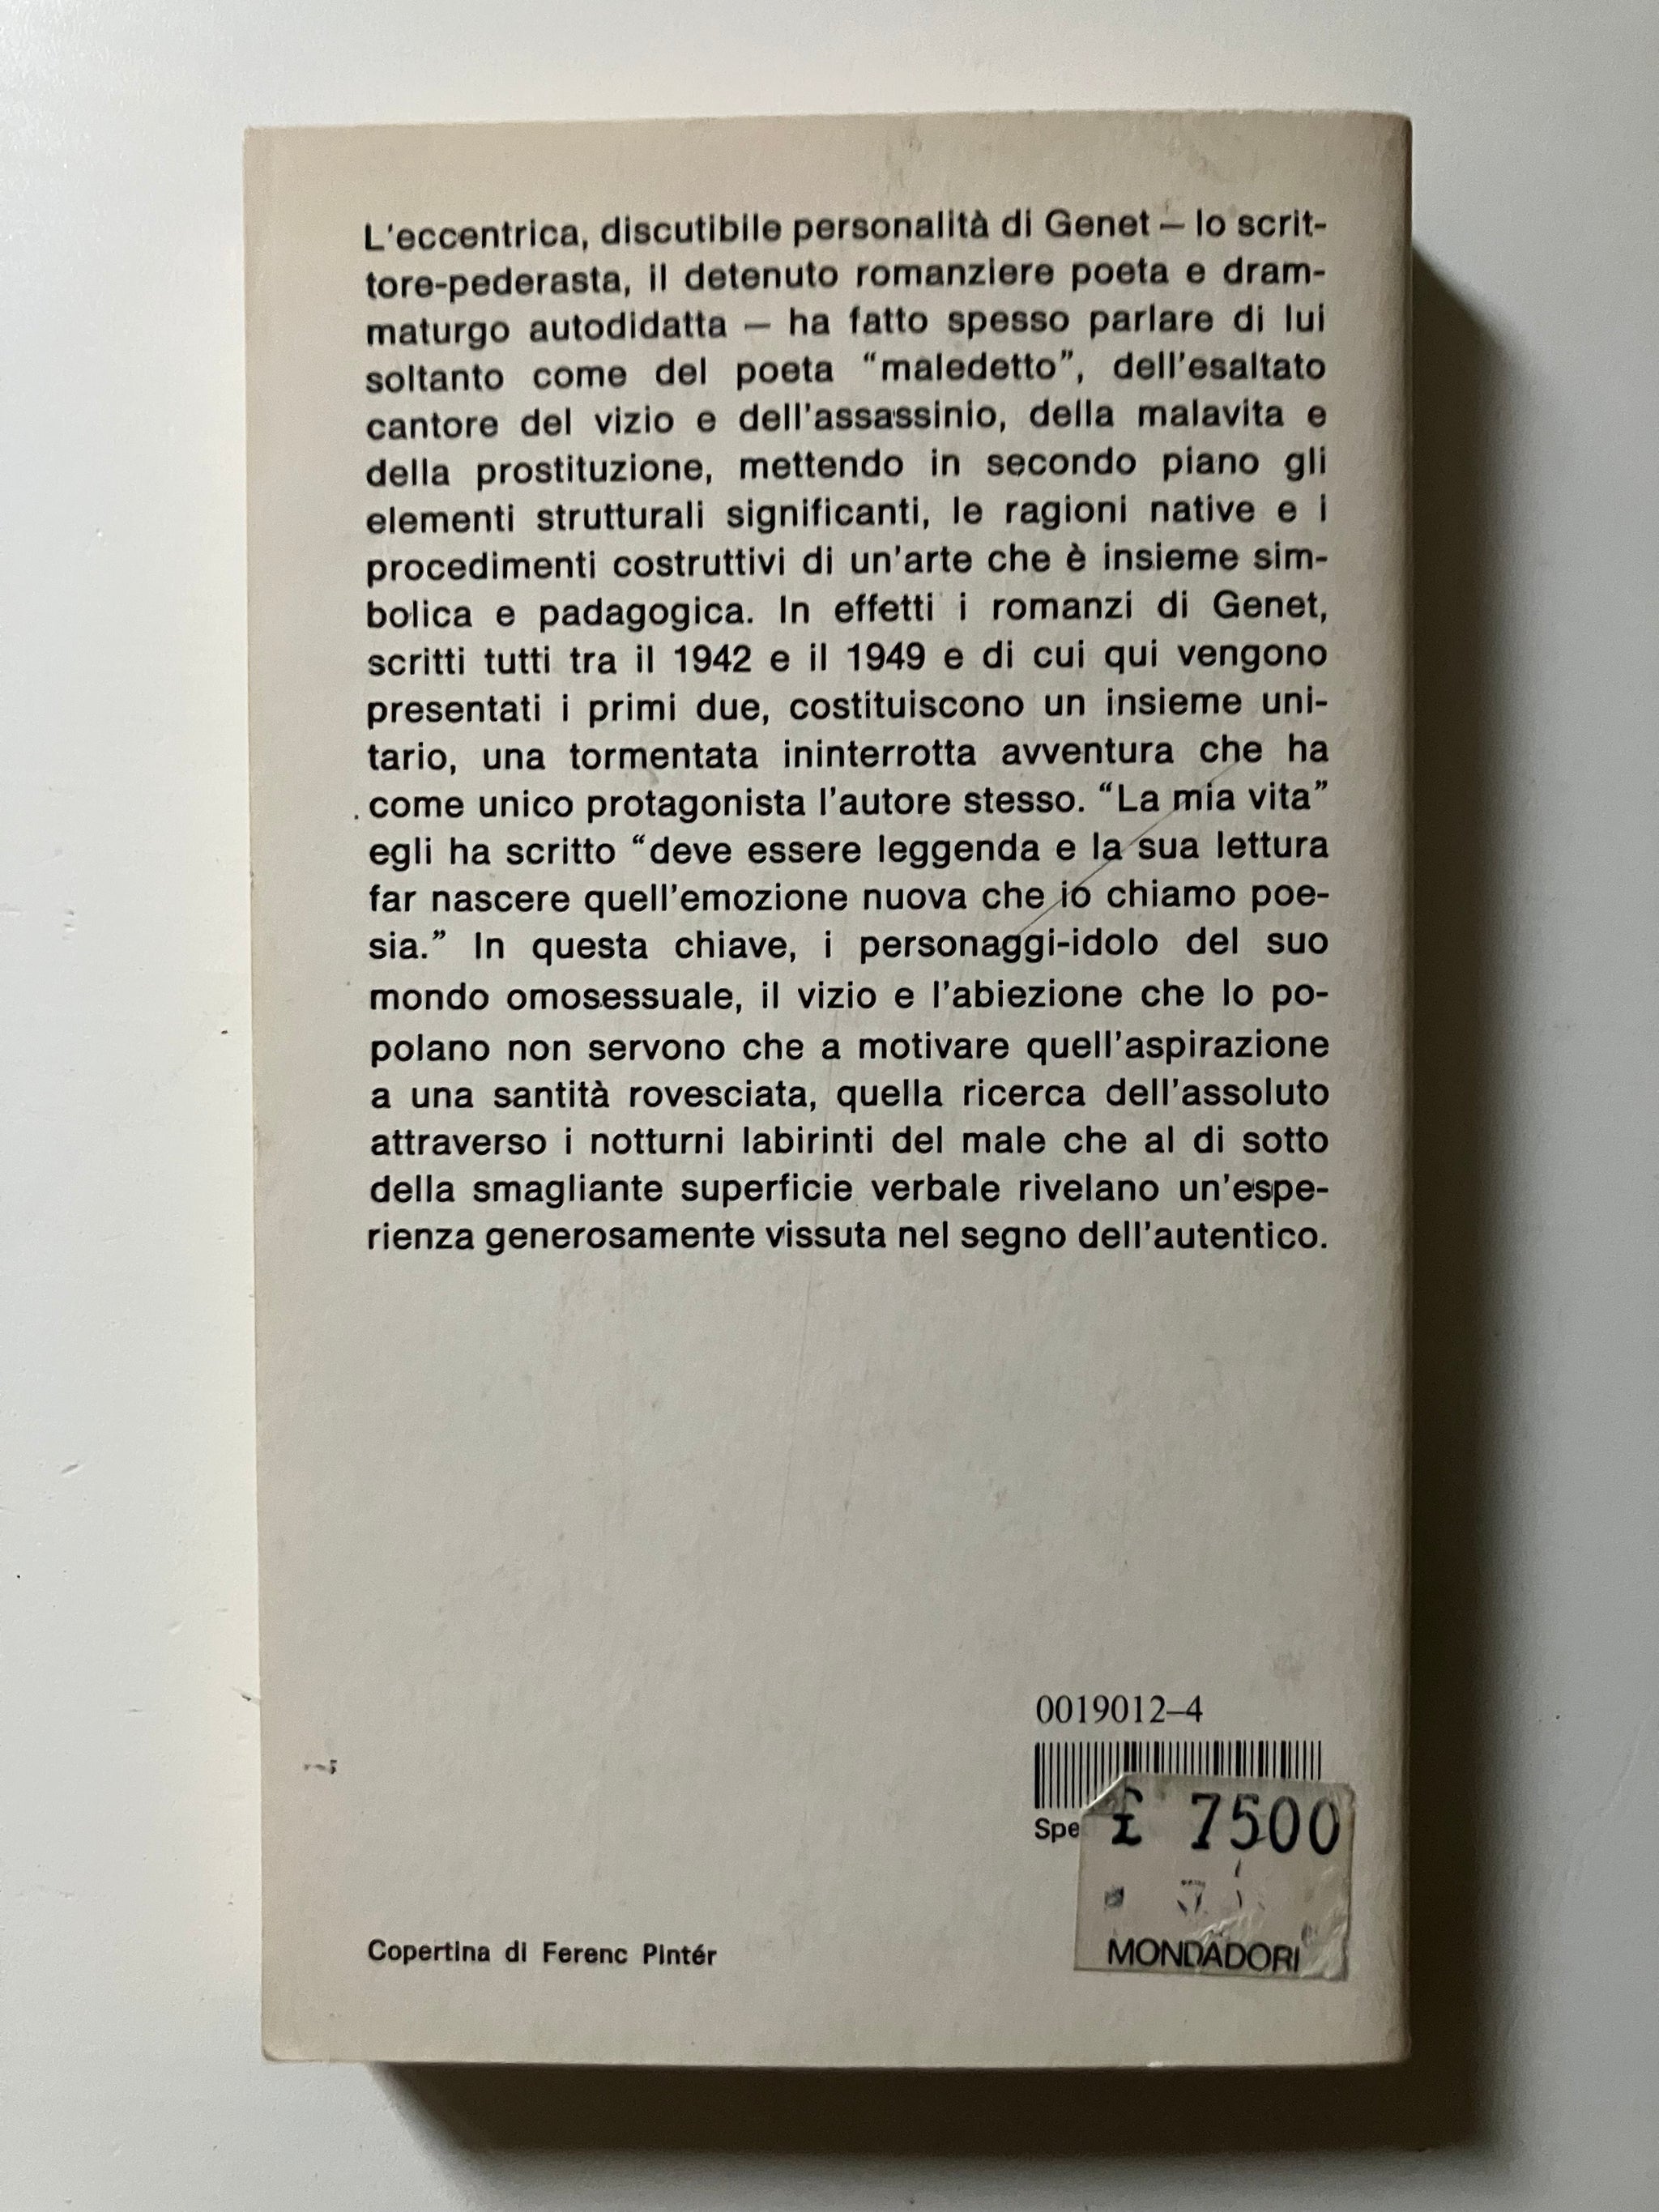 L'eccentrica, discutibile personalità di Genet — lo scrit-
tore-pederasta, il detenuto romanziere poeta e dram-
maturgo autodidatta — ha fatto spesso parlare di lui
soltanto come del poeta “maledetto”, dell'esaltato
cantore del vizio e dell'assassinio, della malavita e
della prostituzione, mettendo in secondo piano gli
elementi strutturali significanti, le ragioni native e i
procedimenti costruttivi di un'arte che è insieme sim-
bolica e padagogica. In effetti i romanzi di Genet,
scritti tutti tra il 1942 e il 1949 e di cui qui vengono
presentati i primi due, costituiscono un insieme uni-
tario, una tormentata ininterrotta avventura che ha
come unico protagonista l'autore stesso. “La mia vita”
egli ha scritto “deve essere leggenda e la sua lettura
far nascere quell'emozione nuova che io chiamo poe-
sia.” In questa chiave, i personaggi-idolo del suo
mondo omosessuale, il vizio e l'abiezione che lo po-
polano non servono che a motivare quell'aspirazione
a una santità rovesciata, quella ricerca dell'assoluto
attraverso i notturni labirinti del male che al di sotto
della smagliante superficie verbale rivelano un'espe-
rienza generosamente vissuta nel segno dell'autentico.
0019012–4
Spe
£ 7500
MONDADORI
Copertina di Ferenc Pintér